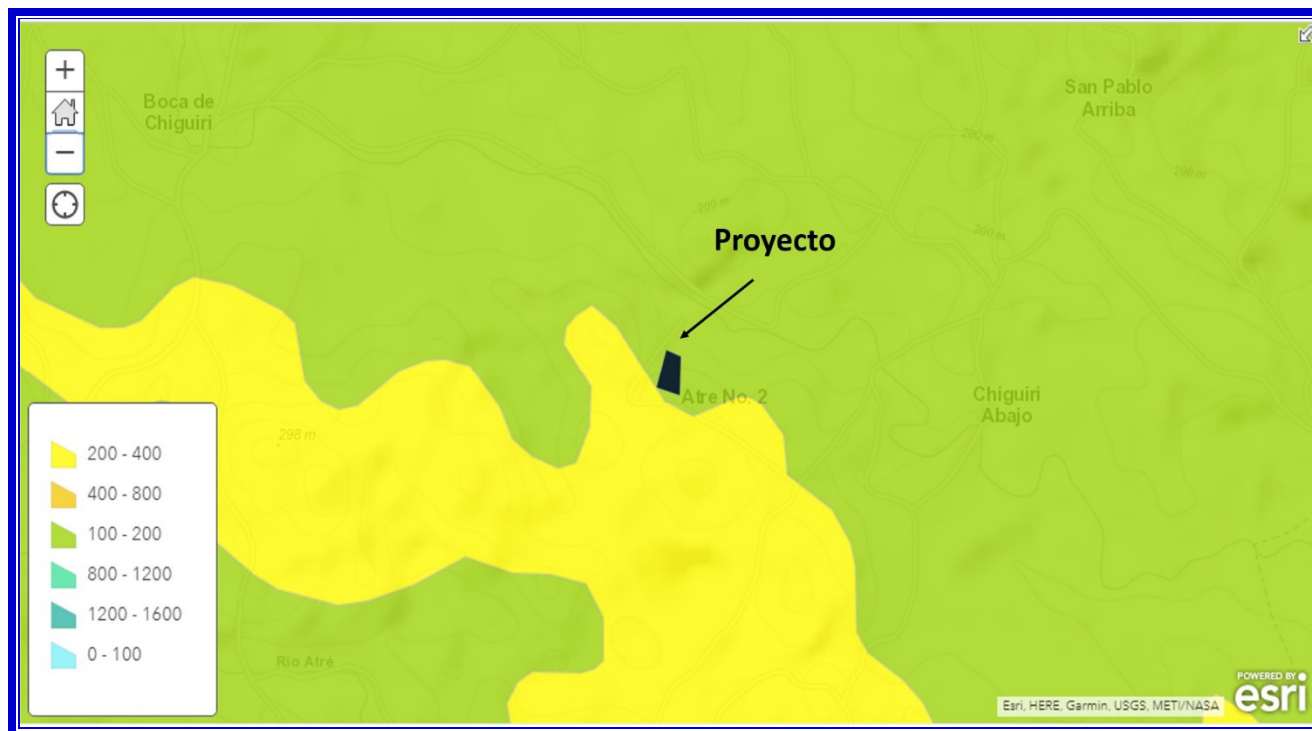 +
Boca de
Chiguiri
San Pablo
Arriba
−
200 m
200 m
200 m
200 m
Proyecto
Atre No. 2
Chiguiri
Abajo
298 m
200 - 400
400 - 800
100 - 200
800 - 1200
1200 - 1600
0 - 100
Rio Atré
POWERED BY
esri
Esri, HERE, Garmin, USGS, METI/NASA